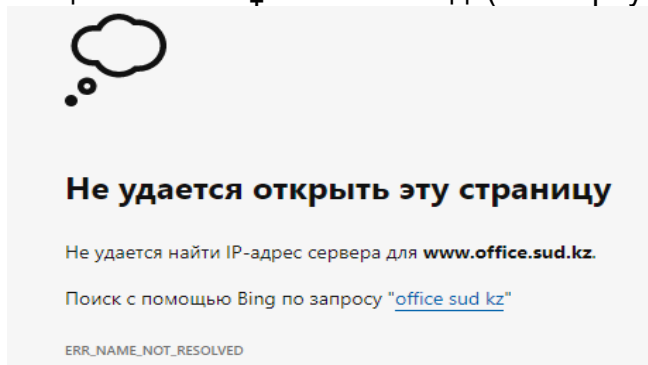 Не удается открыть эту страницу
Не удается найти IP-адрес сервера для www.office.sud.kz.
Поиск с помощью Bing по запросу "office sud kz"
ERR_NAME_NOT_RESOLVED